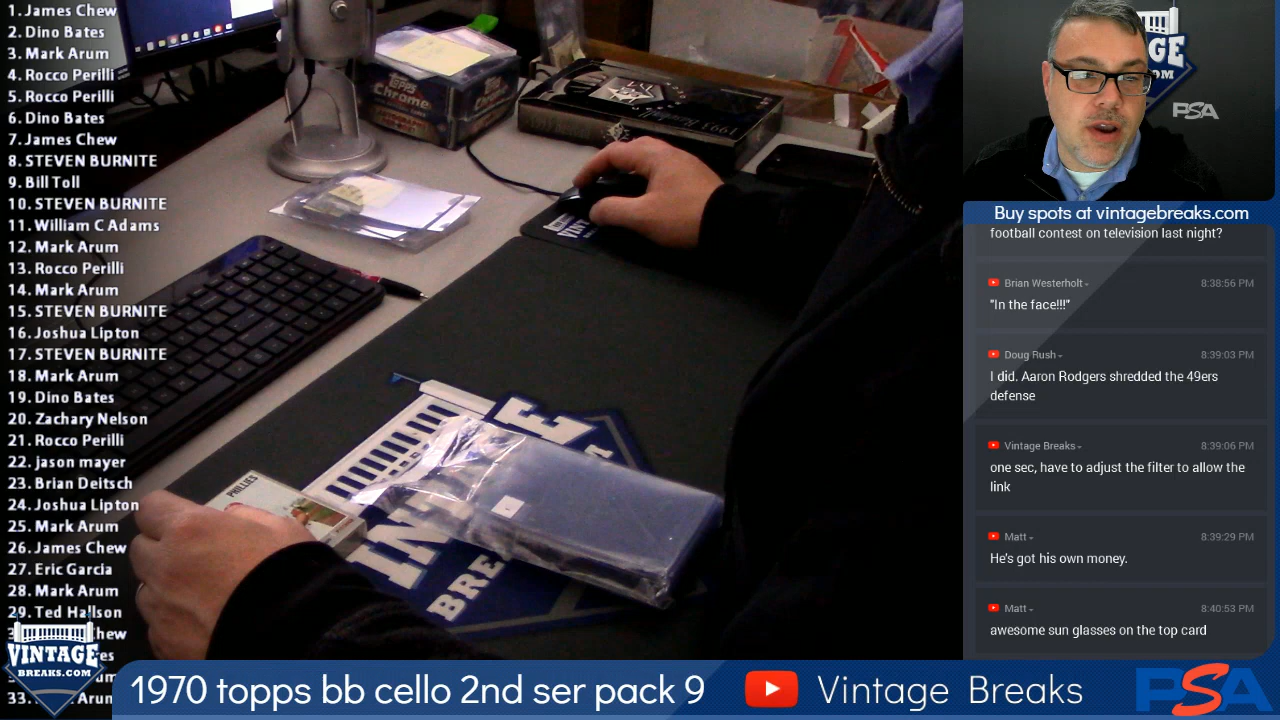 1. James Chew
2. Dino Bates
3. Mark Arum
4. Rocco Perilli
5. Rocco Perilli
6. Dino Bates
7. James Chew
8. STEVEN BURNITE
9. Bill Toll
10. STEVEN BURNITE
11. William C Adams
12. Mark Arum
13. Rocco Perilli
14. Mark Arum
15. STEVEN BURNITE
16. Joshua Lipton
17. STEVEN BURNITE
18. Mark Arum
19. Dino Bates
20. Zachary Nelson
21. Rocco Perilli
22. jason mayer
23. Brian Deitsch
24. Joshua Lipton
25. Mark Arum
26. James Chew
27. Eric Garcia
28. Mark Arum
29. Ted Hallson
33.
VINTAGE
BREAKS.COM
TOPPS
Chrome
1993 Baseball
PHILLIES
PSA
Buy spots at vintagebreaks.com
football contest on television last night?
Brian Westerholt 8:38:56 PM
"In the face!!!"
Doug Rush 8:39:03 PM
I did. Aaron Rodgers shredded the 49ers
defense
Vintage Breaks 8:39:06 PM
one sec, have to adjust the filter to allow the
link
Matt 8:39:29 PM
He's got his own money.
Matt 8:40:53 PM
awesome sun glasses on the top card
1970 topps bb cello 2nd ser pack 9
Vintage Breaks
PSA